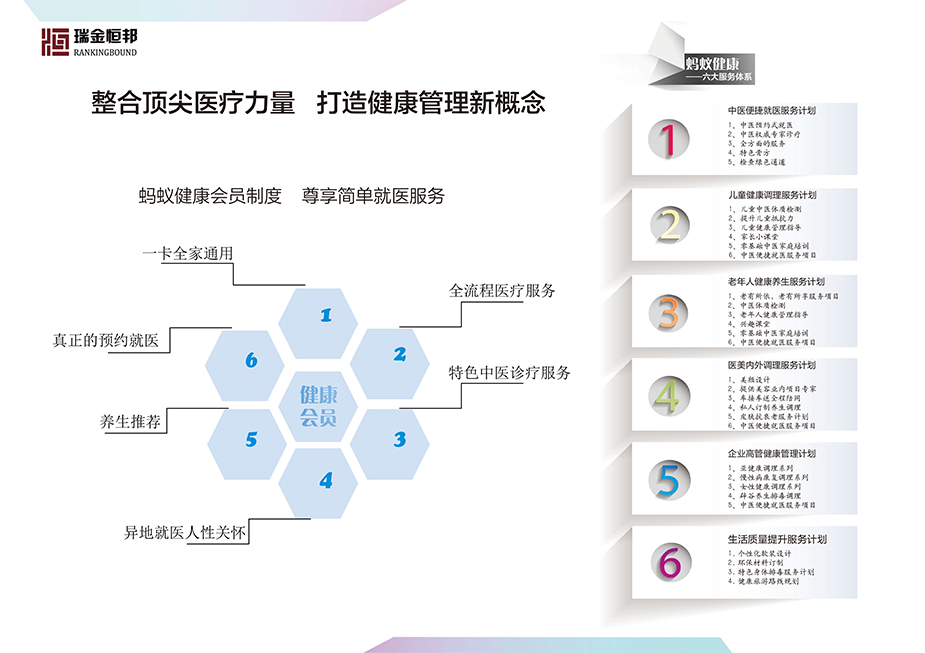 瑞金恒邦
RANKINGBOUND
整合顶尖医疗力量 打造健康管理新概念
蚂蚁健康会员制度 尊享简单就医服务
一卡全家通用
全流程医疗服务
真正的预约就医
特色中医诊疗服务
养生推荐
异地就医人性关怀
1
2
3
4
5
6
健康
会员
蚂蚁健康
——六大服务体系
1
中医便捷就医服务计划
1、中医预约式就医
2、中医权威专家诊疗
3、全方面的服务
4、特色膏方
5、检查绿色通道
2
儿童健康调理服务计划
1、儿童中医体质检测
2、提升儿童抵抗力
3、儿童健康管理指导
4、家长小课堂
5、零基础中医家庭培训
6、中医便捷就医服务项目
3
老年人健康养生服务计划
1、老有所依，老有所享服务项目
2、中医体质检测
3、老年人健康管理指导
4、兴趣课堂
5、零基础中医家庭培训
6、中医便捷就医服务项目
4
医美内外调理服务计划
1、美颜设计
2、提供美容业内项目专家
3、车接车送全程陪同
4、私人订制养生调理
5、皮肤抗衰老服务计划
6、中医便捷就医服务项目
5
企业高管健康管理计划
1、亚健康调理系列
2、慢性病康复调理系列
3、女性健康调理系列
4、辟谷养生排毒调理
5、中医便捷就医服务项目
6
生活质量提升服务计划
1．个性化软装设计
2．环保材料订制
3．特色身体排毒服务计划
4．健康旅游路线规划